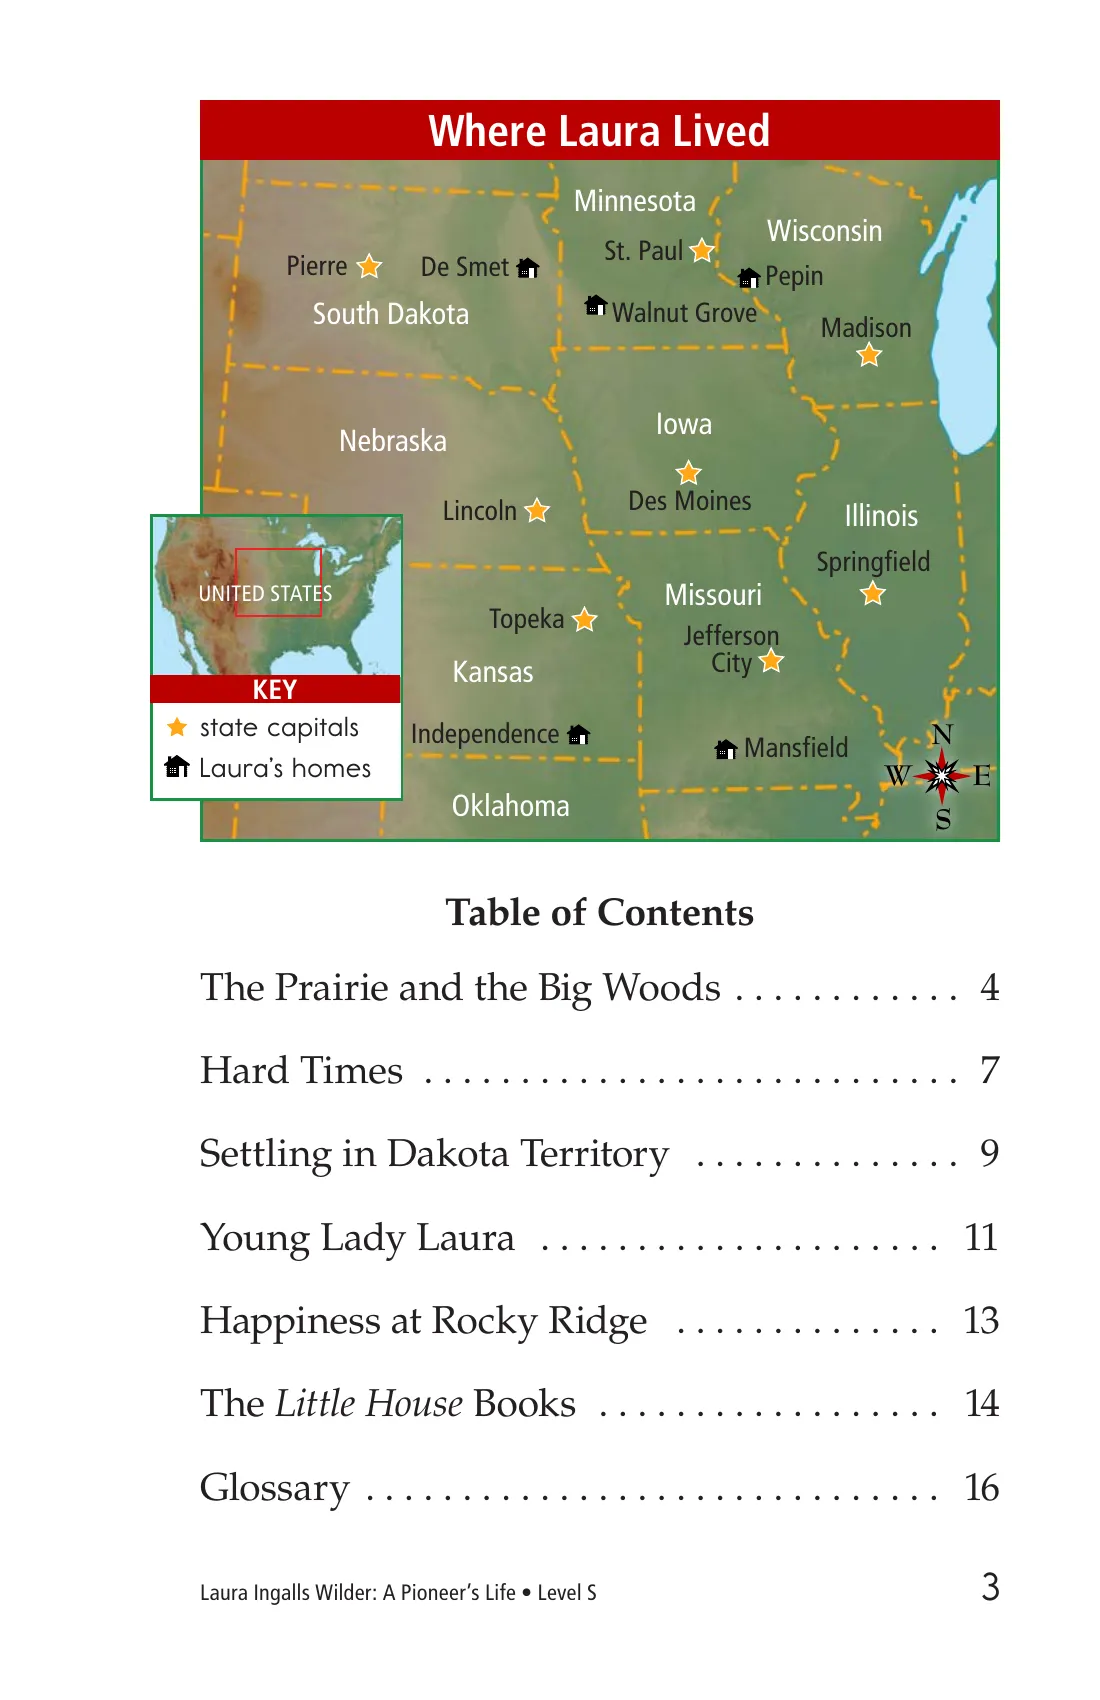 Where Laura Lived
Minnesota
Wisconsin
St. Paul
Pierre
De Smet
Pepin
Walnut Grove
South Dakota
Madison
Iowa
Nebraska
Des Moines
Lincoln
Illinois
Springfield
UNITED STATES
Missouri
Topeka
Jefferson
City
Kansas
KEY
state capitals
Laura's homes
Independence
Mansfield
N
W
E
S
Oklahoma
Table of Contents
The Prairie and the Big Woods . . . . . . . . . . . . 4
Hard Times . . . . . . . . . . . . . . . . . . . . . . . . . . . . 7
Settling in Dakota Territory . . . . . . . . . . . . . . 9
Young Lady Laura . . . . . . . . . . . . . . . . . . . . . 11
Happiness at Rocky Ridge . . . . . . . . . . . . . . 13
The Little House Books . . . . . . . . . . . . . . . . . . 14
Glossary . . . . . . . . . . . . . . . . . . . . . . . . . . . . . . 16
Laura Ingalls Wilder: A Pioneer's Life • Level S
3